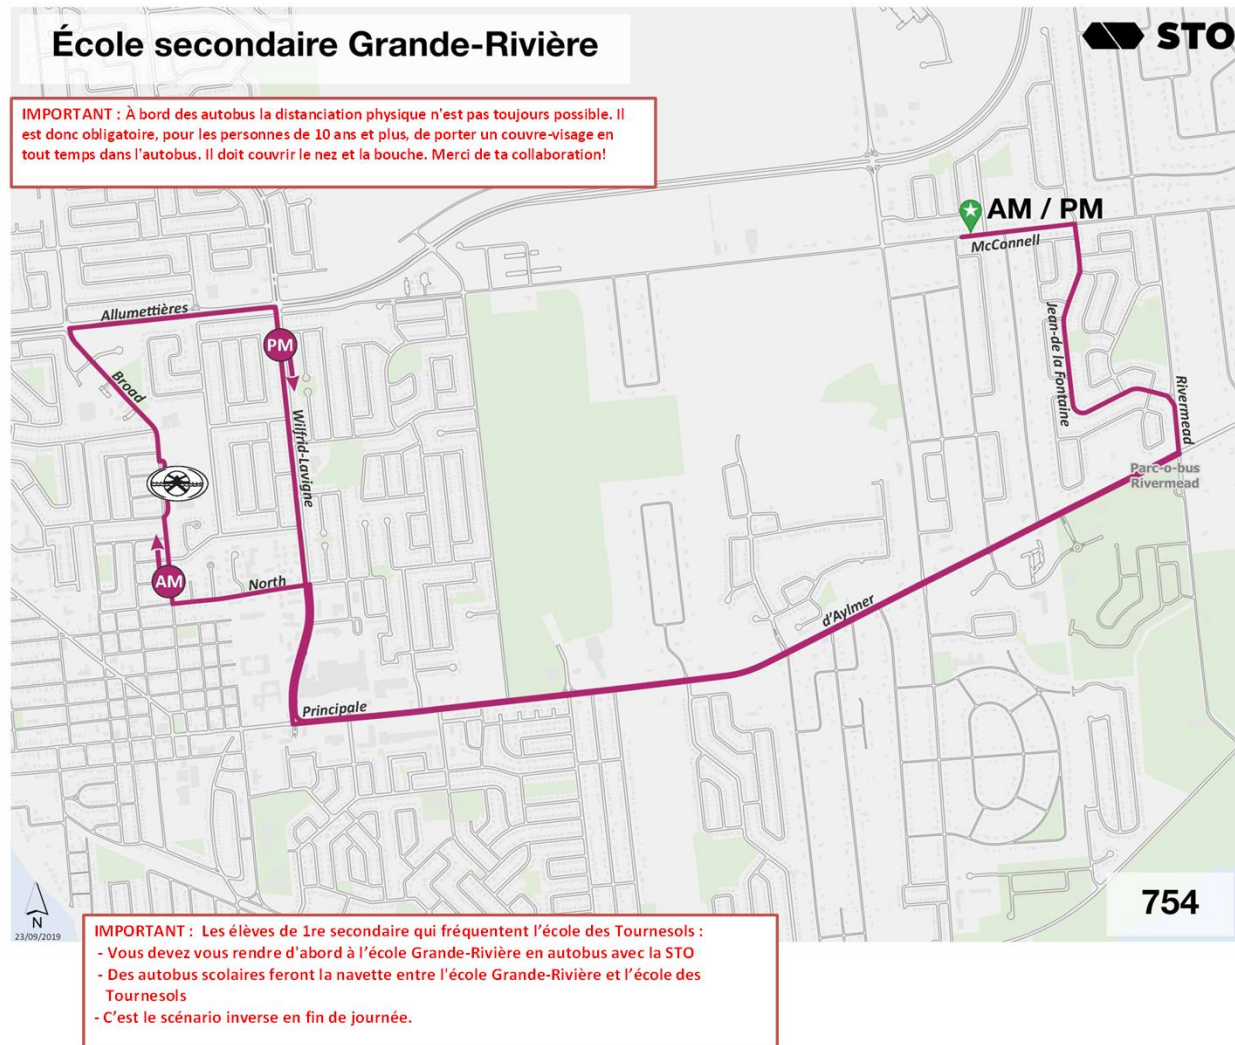 École secondaire Grande-Rivière
STO
IMPORTANT : À bord des autobus la distanciation physique n'est pas toujours possible. Il
est donc obligatoire, pour les personnes de 10 ans et plus, de porter un couvre-visage en
tout temps dans l'autobus. Il doit couvrir le nez et la bouche. Merci de ta collaboration!
AM / PM
McConnell
Allumettières
PM
Jean-de la Fontaine
Broad
Rivermead
Wilfrid-Lavigne
Parc-o-bus
Rivermead
AM
North
d'Aylmer
Principale
754
N
23/09/2019
IMPORTANT : Les élèves de 1re secondaire qui fréquentent l'école des Tournesols :
- Vous devez vous rendre d'abord à l'école Grande-Rivière en autobus avec la STO
- Des autobus scolaires feront la navette entre l'école Grande-Rivière et l'école des
Tournesols
- C'est le scénario inverse en fin de journée.